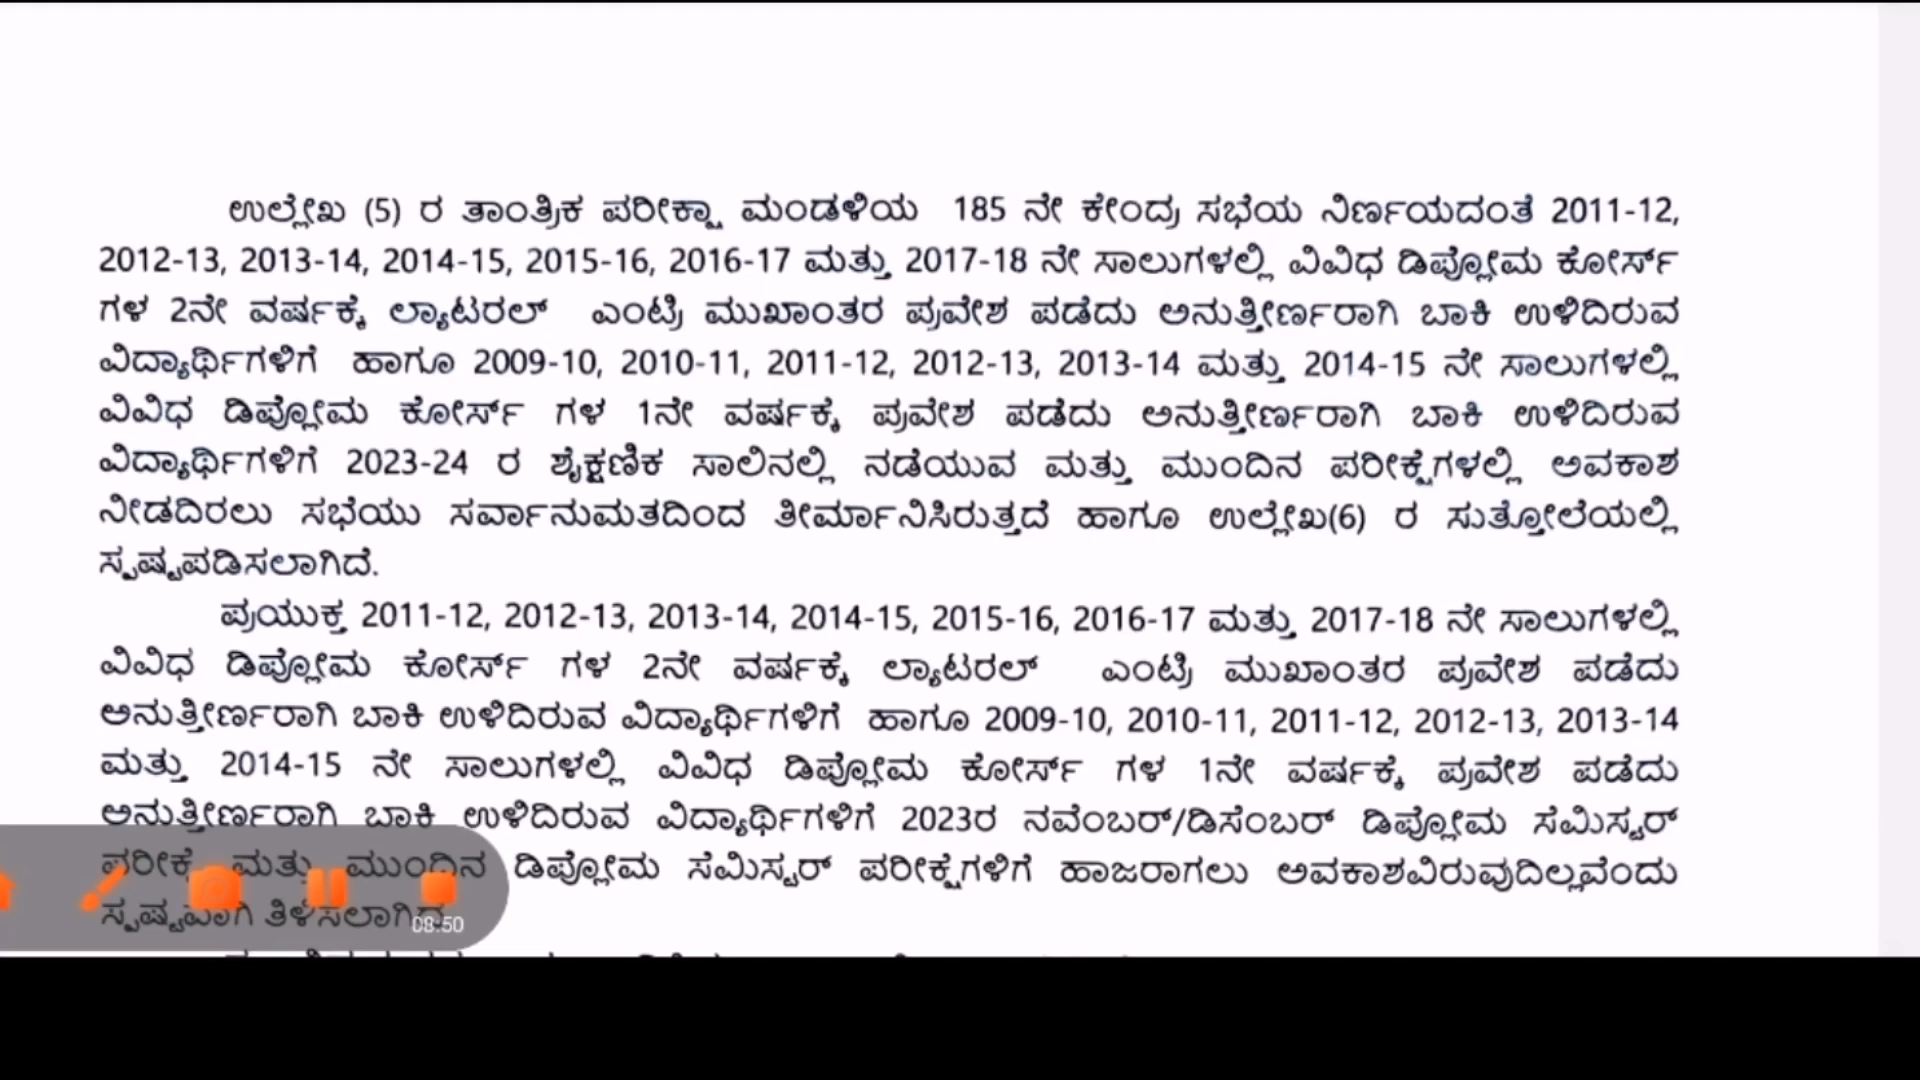 ಉಲ್ಲೇಖ (5) ರ ತಾಂತ್ರಿಕ ಪರೀಕ್ಷಾ ಮಂಡಳಿಯ 185 ನೇ ಕೇಂದ್ರ ಸಭೆಯ ನಿರ್ಣಯದಂತೆ 2011-12,
2012-13, 2013-14, 2014-15, 2015-16, 2016-17 ಮತ್ತು 2017-18 ನೇ ಸಾಲುಗಳಲ್ಲಿ ವಿವಿಧ ಡಿಪ್ಲೋಮ ಕೋರ್ಸ್
ಗಳ 2ನೇ ವರ್ಷಕ್ಕೆ ಲ್ಯಾಟರಲ್ ಎಂಟ್ರಿ ಮುಖಾಂತರ ಪ್ರವೇಶ ಪಡೆದು ಅನುತ್ತೀರ್ಣರಾಗಿ ಬಾಕಿ ಉಳಿದಿರುವ
ವಿದ್ಯಾರ್ಥಿಗಳಿಗೆ ಹಾಗೂ 2009-10, 2010-11, 2011-12, 2012-13, 2013-14 ಮತ್ತು 2014-15 ನೇ ಸಾಲುಗಳಲ್ಲಿ
ವಿವಿಧ ಡಿಪ್ಲೋಮ ಕೋರ್ಸ್ ಗಳ 1ನೇ ವರ್ಷಕ್ಕೆ ಪ್ರವೇಶ ಪಡೆದು ಅನುತ್ತೀರ್ಣರಾಗಿ ಬಾಕಿ ಉಳಿದಿರುವ
ವಿದ್ಯಾರ್ಥಿಗಳಿಗೆ 2023-24 ರ ಶೈಕ್ಷಣಿಕ ಸಾಲಿನಲ್ಲಿ ನಡೆಯುವ ಮತ್ತು ಮುಂದಿನ ಪರೀಕ್ಷೆಗಳಲ್ಲಿ ಅವಕಾಶ
ನೀಡದಿರಲು ಸಭೆಯು ಸರ್ವಾನುಮತದಿಂದ ತೀರ್ಮಾನಿಸಿರುತ್ತದೆ ಹಾಗೂ ಉಲ್ಲೇಖ(6) ರ ಸುತ್ತೋಲೆಯಲ್ಲಿ
ಸ್ಪಷ್ಟಪಡಿಸಲಾಗಿದೆ.
ಪ್ರಯುಕ್ತ 2011-12, 2012-13, 2013-14, 2014-15, 2015-16, 2016-17 ಮತ್ತು 2017-18 ನೇ ಸಾಲುಗಳಲ್ಲಿ
ವಿವಿಧ ಡಿಪ್ಲೋಮ ಕೋರ್ಸ್ ಗಳ 2ನೇ ವರ್ಷಕ್ಕೆ ಲ್ಯಾಟರಲ್ ಎಂಟ್ರಿ ಮುಖಾಂತರ ಪ್ರವೇಶ ಪಡೆದು
ಅನುತ್ತೀರ್ಣರಾಗಿ ಬಾಕಿ ಉಳಿದಿರುವ ವಿದ್ಯಾರ್ಥಿಗಳಿಗೆ ಹಾಗೂ 2009-10, 2010-11, 2011-12, 2012-13, 2013-14
ಮತ್ತು 2014-15 ನೇ ಸಾಲುಗಳಲ್ಲಿ ವಿವಿಧ ಡಿಪ್ಲೋಮ ಕೋರ್ಸ್ ಗಳ 1ನೇ ವರ್ಷಕ್ಕೆ ಪ್ರವೇಶ ಪಡೆದು
ಅನುತ್ತೀರ್ಣರಾಗಿ ಬಾಕಿ ಉಳಿದಿರುವ ವಿದ್ಯಾರ್ಥಿಗಳಿಗೆ 2023ರ ನವೆಂಬರ್/ಡಿಸೆಂಬರ್ ಡಿಪ್ಲೋಮ ಸೆಮಿಸ್ಟರ್
ಮತ್ತು ಮುಂದಿನ ಡಿಪ್ಲೋಮ ಸೆಮಿಸ್ಟರ್ ಪರೀಕ್ಷೆಗಳಿಗೆ ಹಾಜರಾಗಲು ಅವಕಾಶವಿರುವುದಿಲ್ಲವೆಂದು
ಸ್ಪಷ್ಟವಾಗಿ ತಿಳಿಸಲಾಗಿದೆ.
08:50